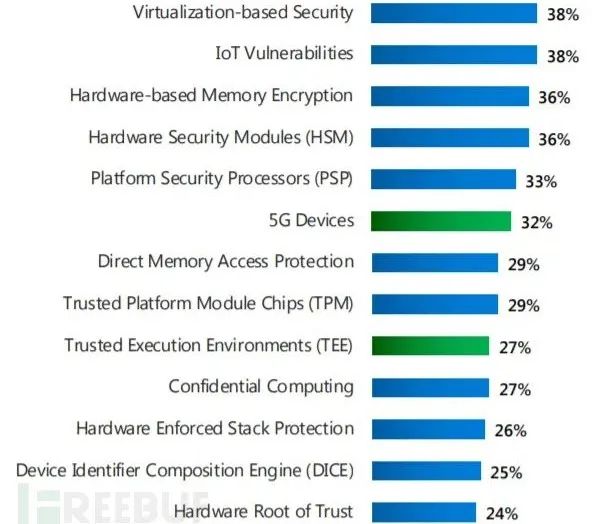 Virtualization-based Security 38%
IoT Vulnerabilities 38%
Hardware-based Memory Encryption 36%
Hardware Security Modules (HSM) 36%
Platform Security Processors (PSP) 33%
5G Devices 32%
Direct Memory Access Protection 29%
Trusted Platform Module Chips (TPM) 29%
Trusted Execution Environments (TEE) 27%
Confidential Computing 27%
Hardware Enforced Stack Protection 26%
Device Identifier Composition Engine (DICE) 25%
Hardware Root of Trust 24%
FREEBUF